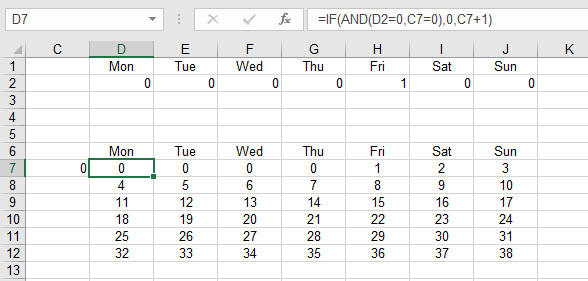 D7 fx =IF(AND(D2=0,C7=0),0,C7+1)
C D E F G H I J K
1 Mon Tue Wed Thu Fri Sat Sun
2 0 0 0 0 1 0 0
3
4
5
6 Mon Tue Wed Thu Fri Sat Sun
7 0 0 0 0 0 1 2 3
8 4 5 6 7 8 9 10
9 11 12 13 14 15 16 17
10 18 19 20 21 22 23 24
11 25 26 27 28 29 30 31
12 32 33 34 35 36 37 38
13